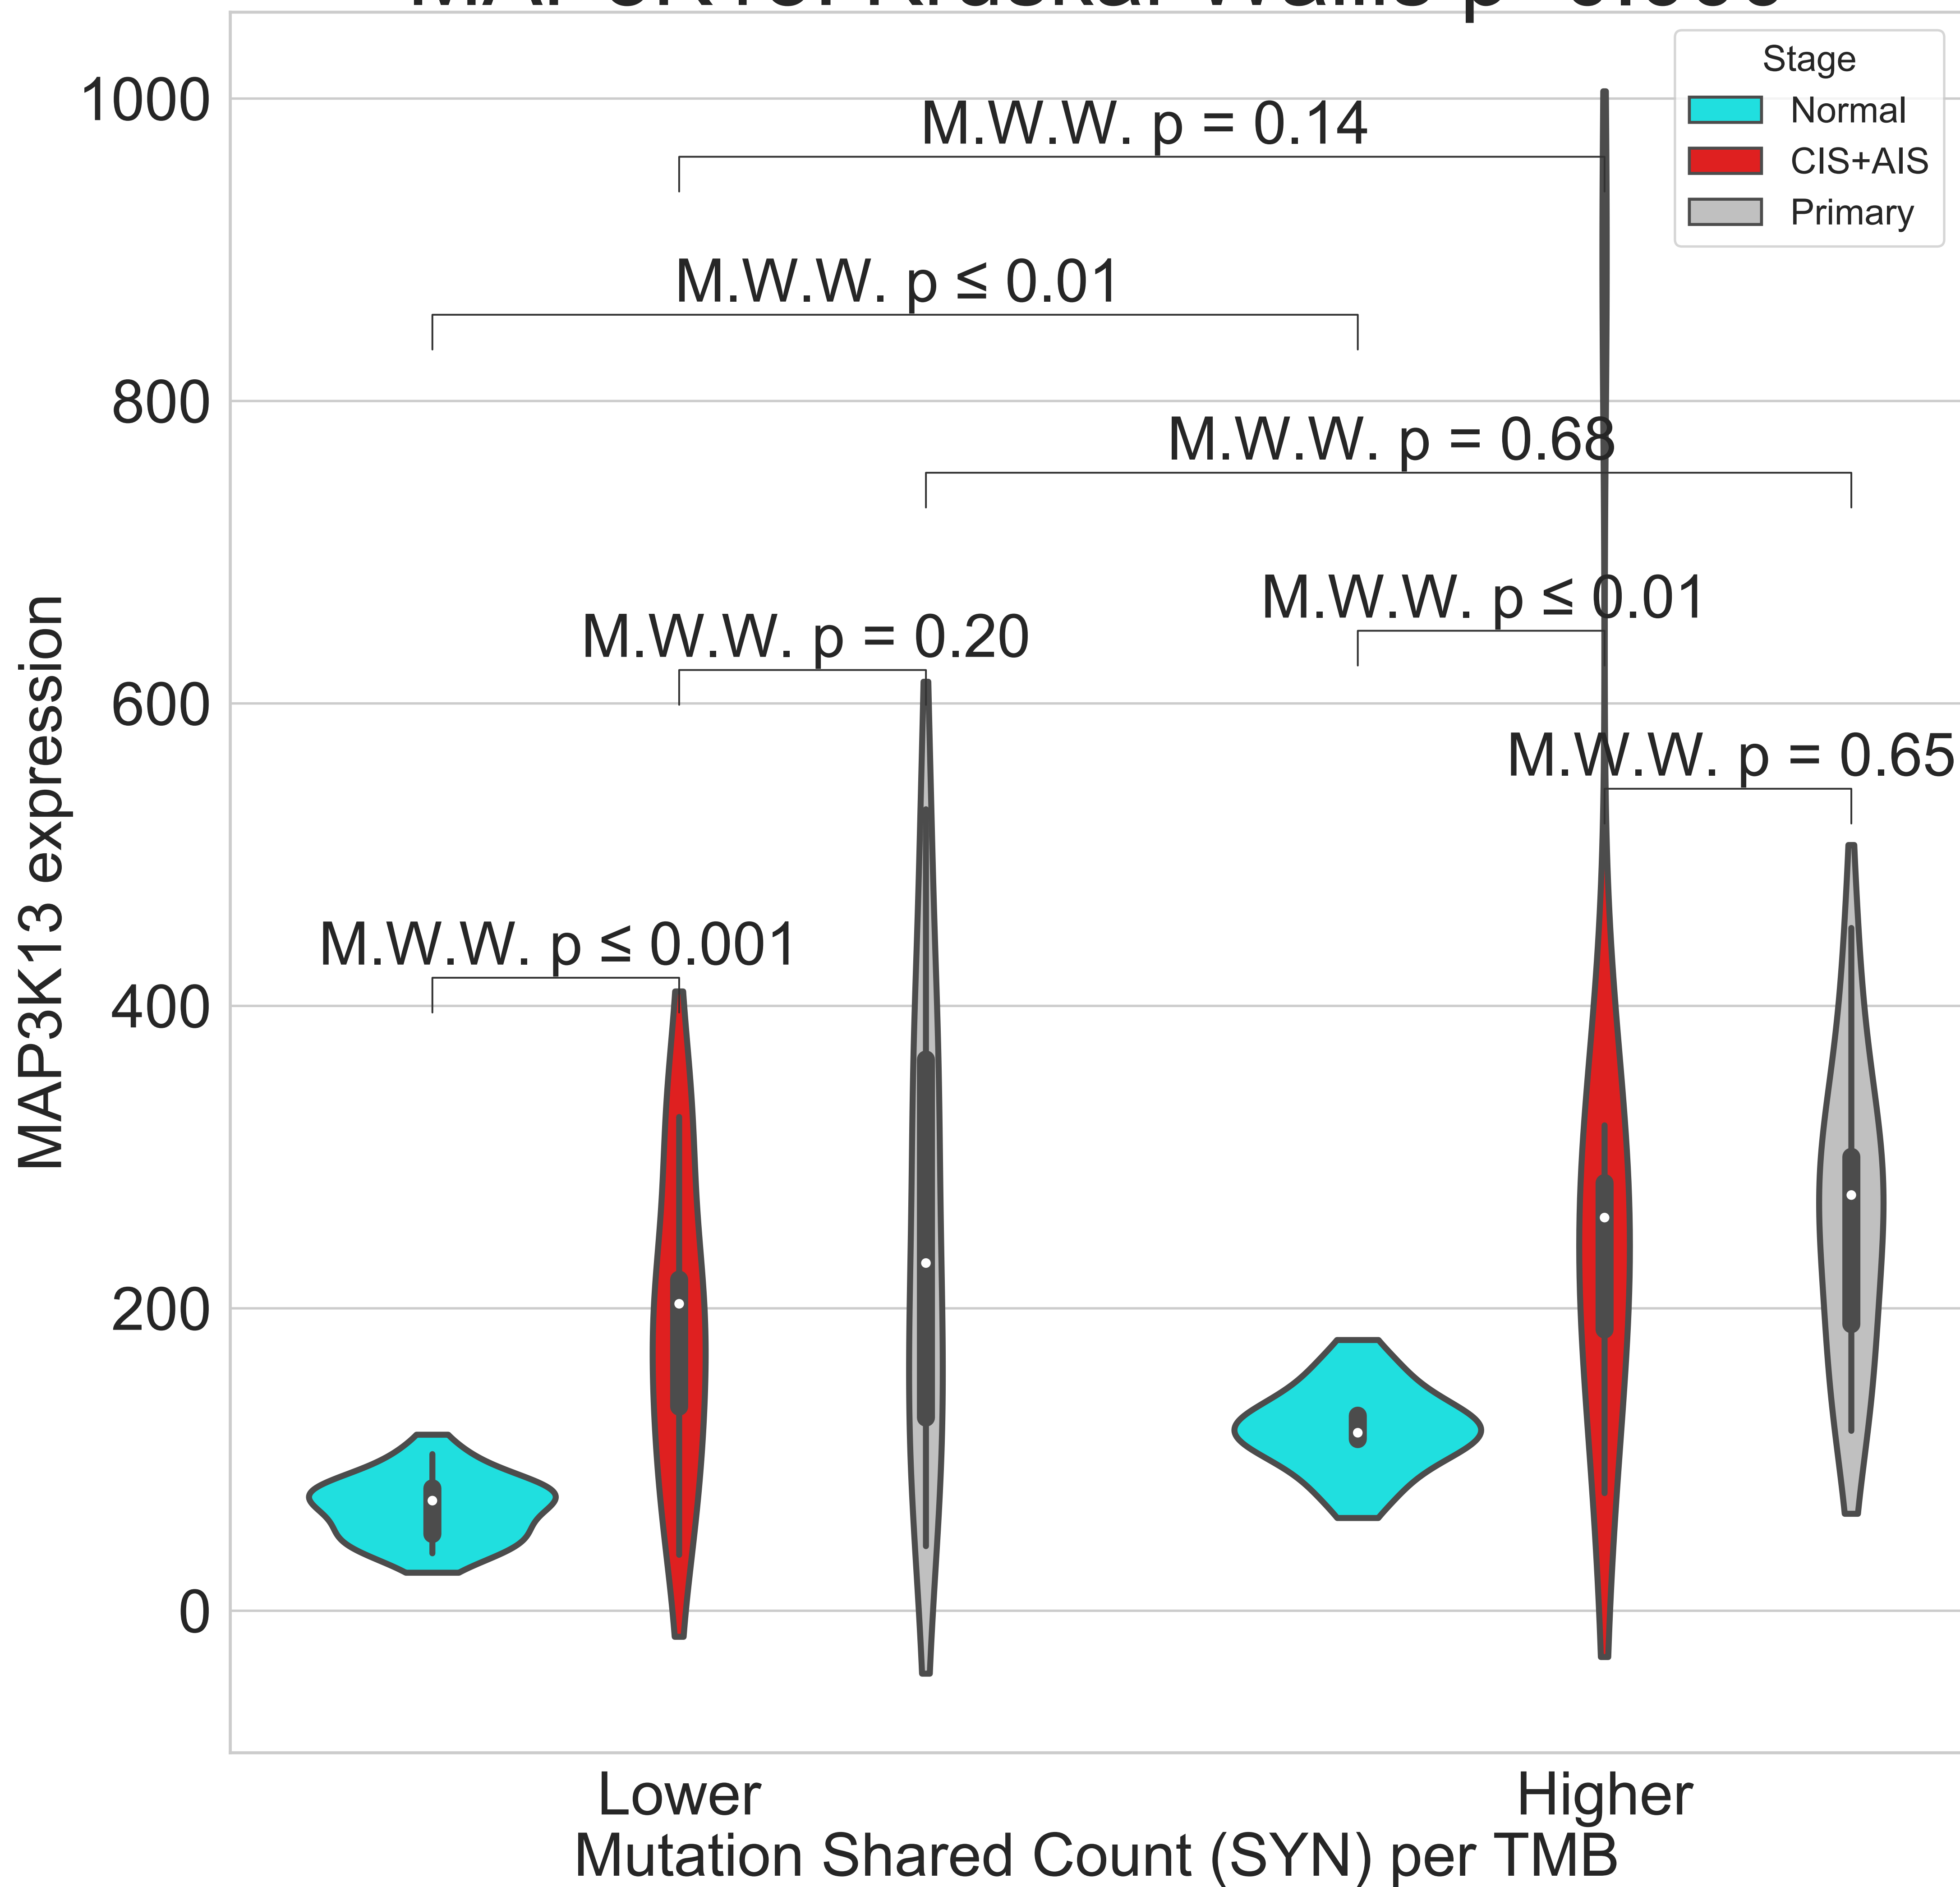 Stage
Normal
CIS+AIS
Primary
1000
800
600
400
200
0
MAP3K13 expression
M.W.W. p = 0.14
M.W.W. p ≤ 0.01
M.W.W. p = 0.68
M.W.W. p ≤ 0.01
M.W.W. p = 0.20
M.W.W. p = 0.65
M.W.W. p ≤ 0.001
Lower
Higher
Mutation Shared Count (SYN) per TMB